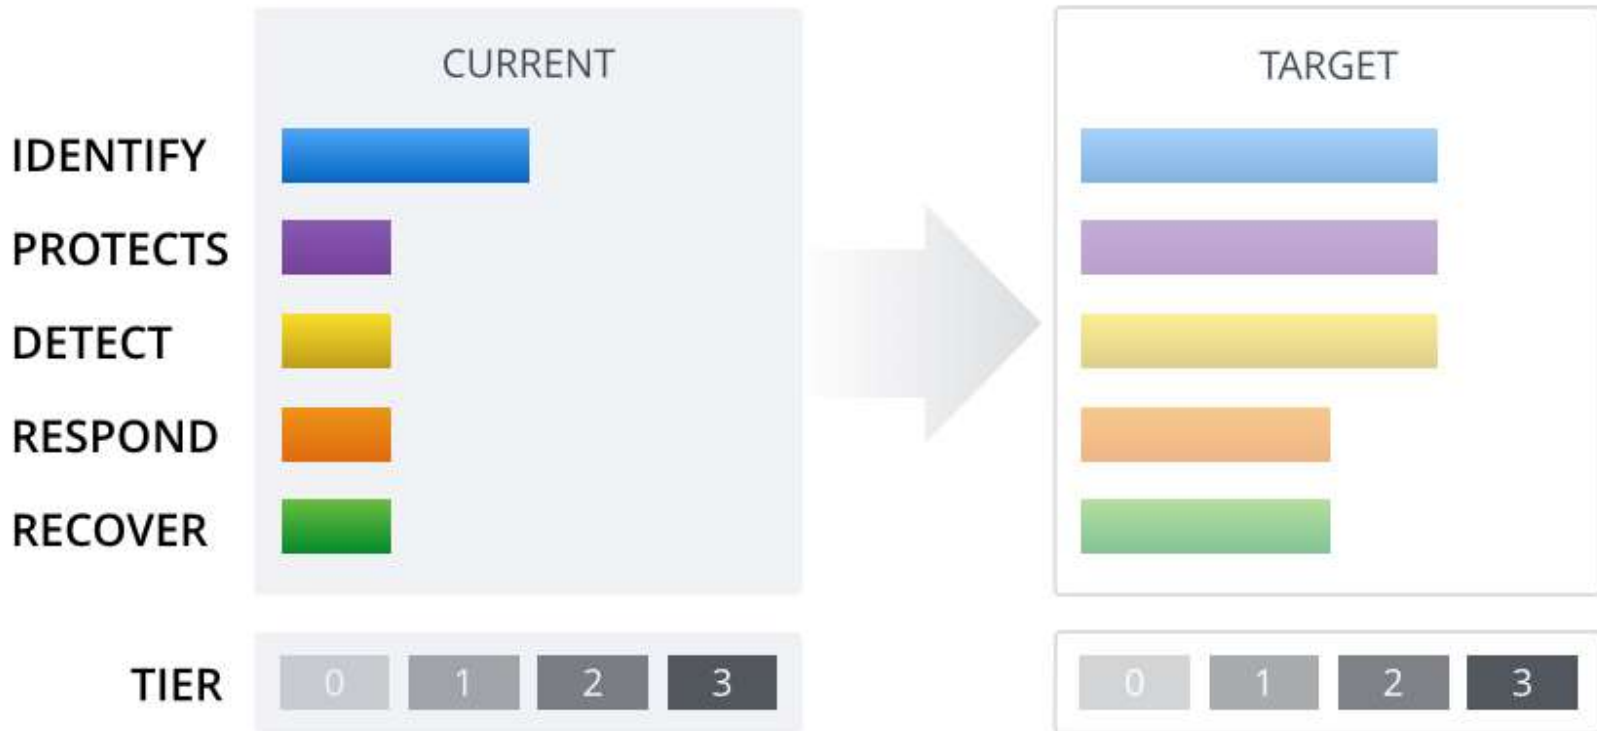 CURRENT
TARGET
IDENTIFY
PROTECTS
DETECT
RESPOND
RECOVER
TIER 0 1 2 3 0 1 2 3